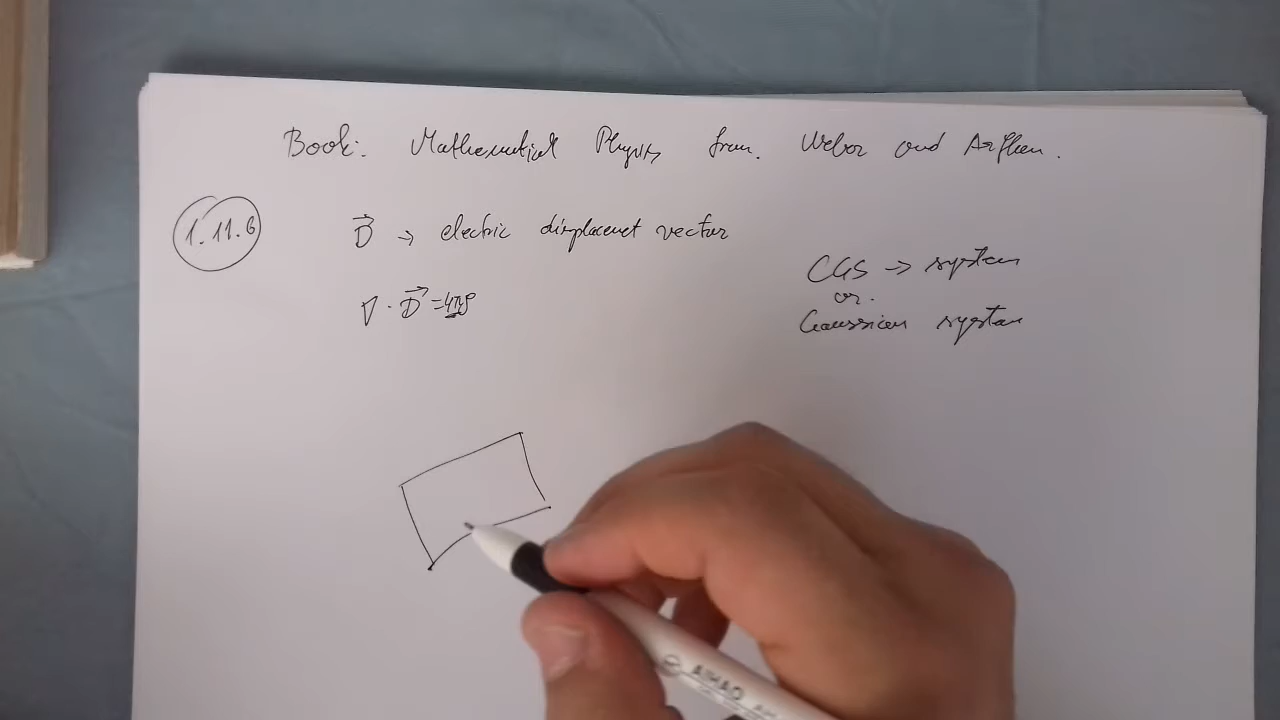 Book: Mathematical Physics from. Weber and Arfken.
1.11.6
D⃗ → electric displacement vector
∇ · D⃗ = 4πρ
CGS → system
or.
Gaussian system
AIHAO